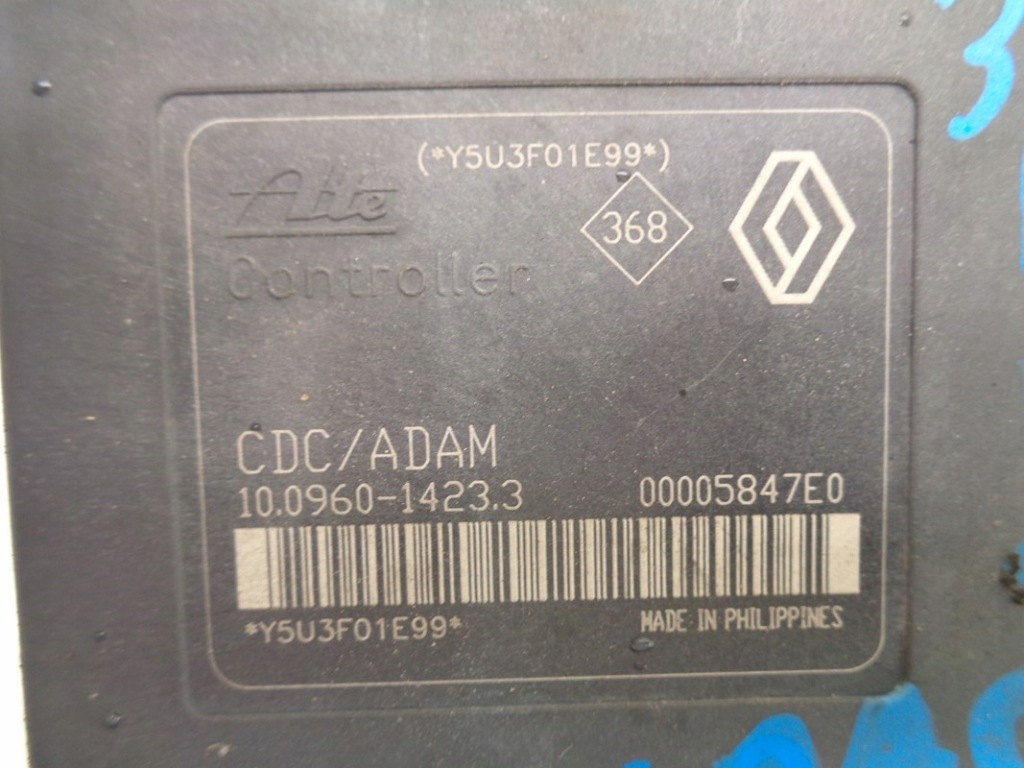 (*Y5U3F01E99*)
Ate
368
Controller
CDC/ADAM
10.0960-1423.3 00005847E0
*Y5U3F01E99*
MADE IN PHILIPPINES